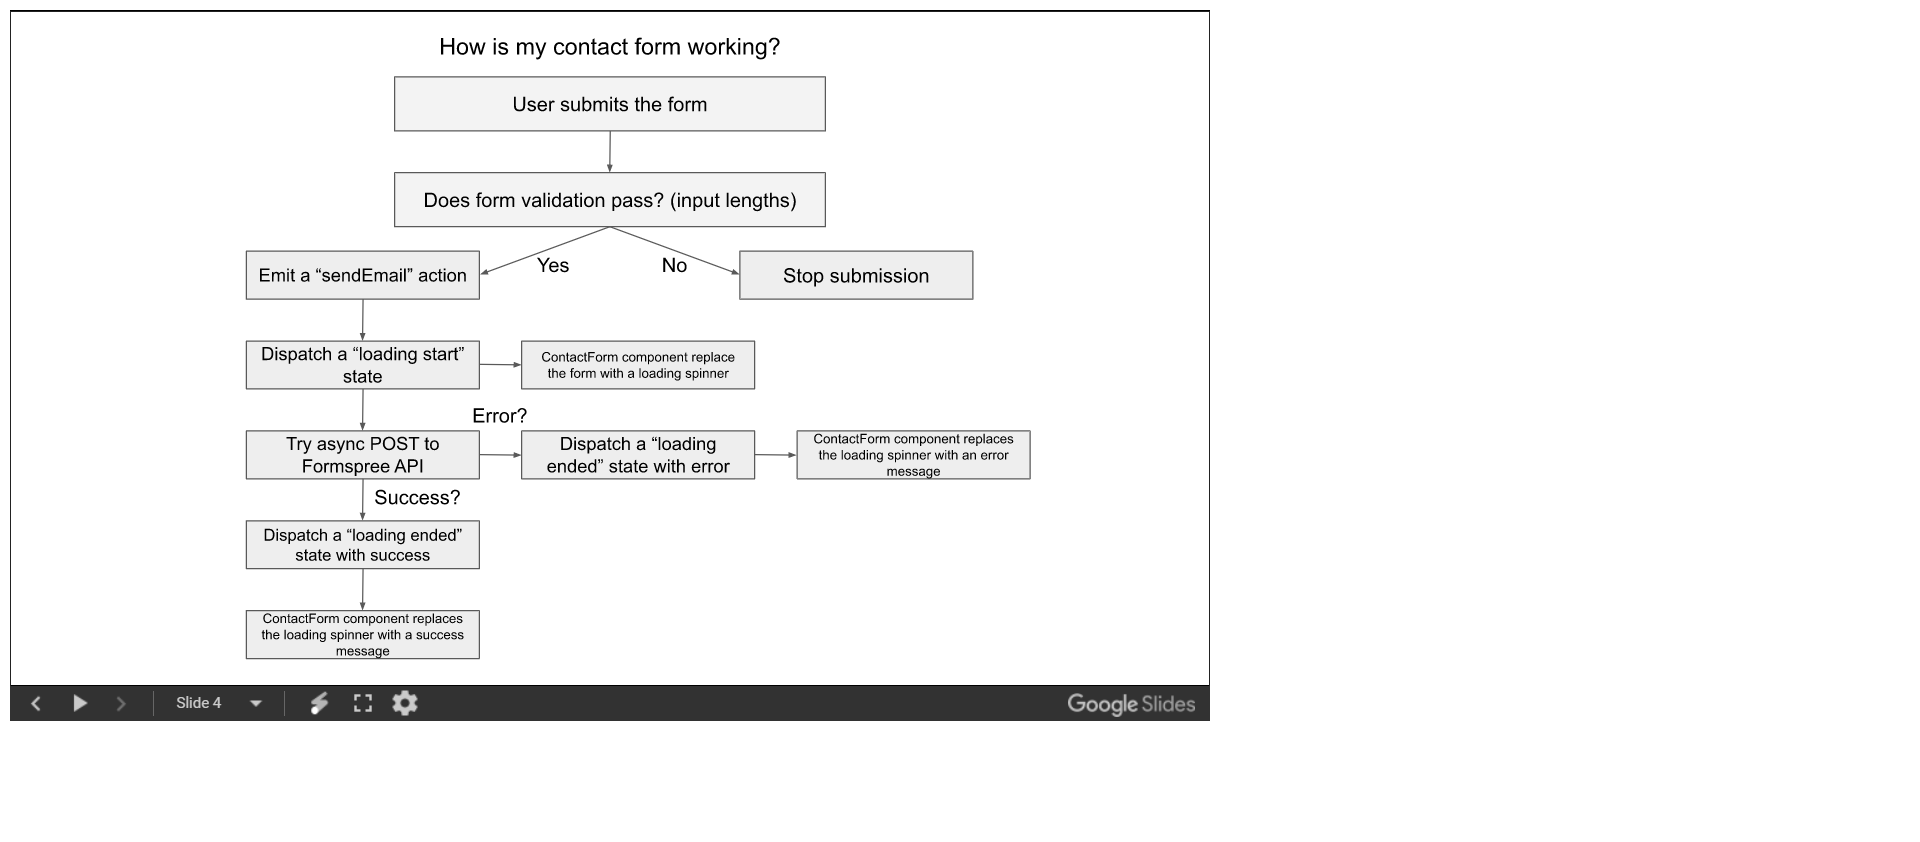 How is my contact form working?
User submits the form
Does form validation pass? (input lengths)
Yes
No
Emit a “sendEmail” action
Stop submission
Dispatch a “loading start”
state
ContactForm component replace
the form with a loading spinner
Error?
Try async POST to
Formspree API
Dispatch a “loading
ended” state with error
ContactForm component replaces
the loading spinner with an error
message
Success?
Dispatch a “loading ended”
state with success
ContactForm component replaces
the loading spinner with a success
message
Slide 4
Google Slides